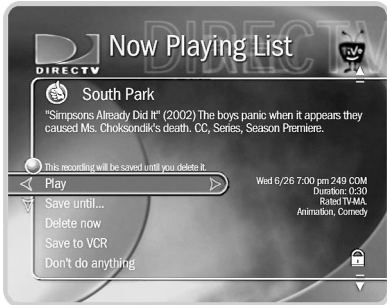 DIRECTV
Now Playing List
TiVo
DIRECTV
South Park
"Simpsons Already Did It" (2002) The boys panic when it appears they
caused Ms. Choksondik's death. CC, Series, Season Premiere.
This recording will be saved until you delete it.
Play
Save until...
Delete now
Save to VCR
Don't do anything
Wed 6/26 7:00 pm 249 COM
Duration: 0:30
Rated TV-MA.
Animation, Comedy